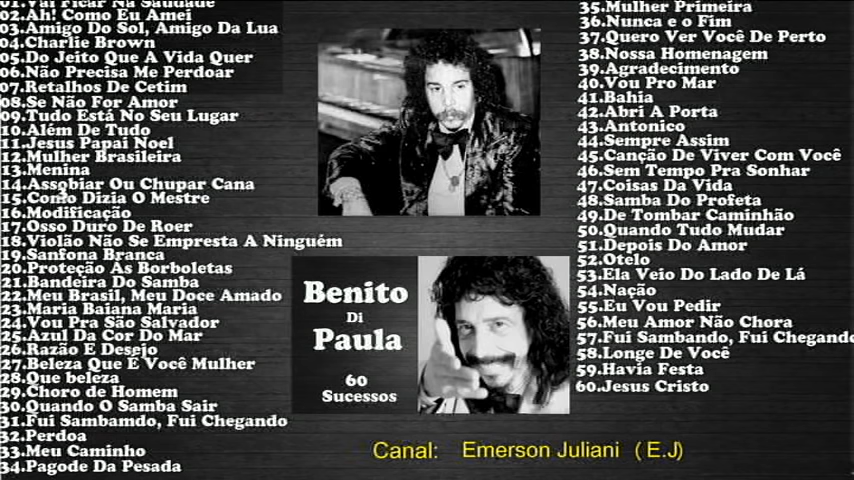 01.Vai Ficar Na Saudade
02.Ah! Como Eu Amei
03.Amigo Do Sol, Amigo Da Lua
04.Charlie Brown
05.Do Jeito Que A Vida Quer
06.Não Precisa Me Perdoar
07.Retalhos De Cetim
08.Se Não For Amor
09.Tudo Está No Seu Lugar
10.Além De Tudo
11.Jesus Papai Noel
12.Mulher Brasileira
13.Menina
14.Assobiar Ou Chupar Cana
15.Como Dizia O Mestre
16.Modificação
17.Osso Duro De Roer
18.Violão Não Se Empresta A Ninguém
19.Sanfona Branca
20.Proteção As Borboletas
21.Bandeira Do Samba
22.Meu Brasil, Meu Doce Amado
23.Maria Baiana Maria
24.Vou Pra São Salvador
25.Azul Da Cor Do Mar
26.Razão E Desejo
27.Beleza Que É Você Mulher
28.Que beleza
29.Choro de Homem
30.Quando O Samba Sair
31.Fui Sambamdo, Fui Chegando
32.Perdoa
33.Meu Caminho
34.Pagode Da Pesada
Benito
Di
Paula
60
Sucessos
35.Mulher Primeira
36.Nunca e o Fim
37.Quero Ver Você De Perto
38.Nossa Homenagem
39.Agradecimento
40.Vou Pro Mar
41.Bahia
42.Abri A Porta
43.Antonico
44.Sempre Assim
45.Canção De Viver Com Você
46.Sem Tempo Pra Sonhar
47.Coisas Da Vida
48.Samba Do Profeta
49.De Tombar Caminhão
50.Quando Tudo Mudar
51.Depois Do Amor
52.Otelo
53.Ela Veio Do Lado De Lá
54.Nação
55.Eu Vou Pedir
56.Meu Amor Não Chora
57.Fui Sambando, Fui Chegando
58.Longe De Você
59.Havia Festa
60.Jesus Cristo
Canal: Emerson Juliani ( E.J)